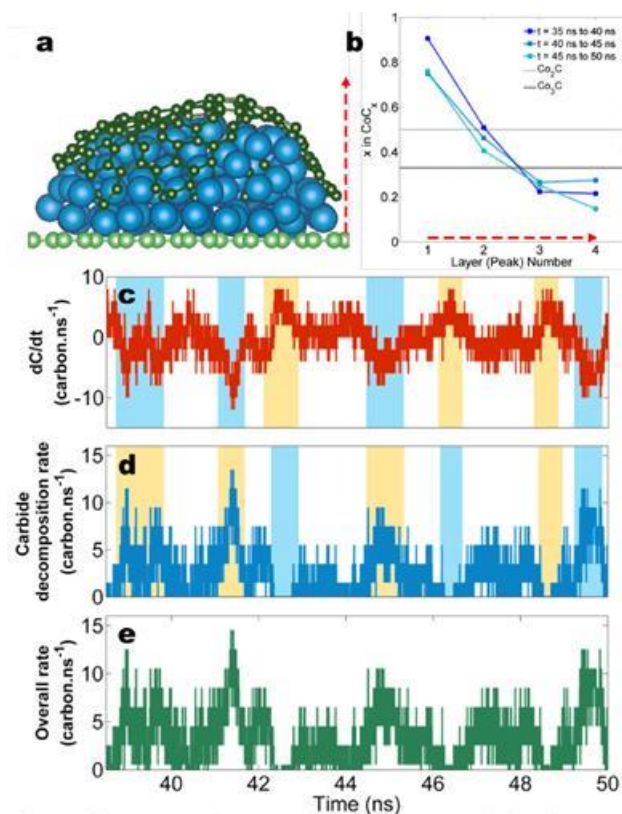 a
b
t = 35 ns to 40 ns
t = 40 ns to 45 ns
t = 45 ns to 50 ns
Co2C
Co3C
1
0.8
0.6
0.4
0.2
0
x in CoCx
1 2 3 4
Layer (Peak) Number
c
10
0
-10
dC/dt
(carbon.ns⁻¹)
d
15
10
5
0
Carbide
decomposition rate
(carbon.ns⁻¹)
e
15
10
5
0
Overall rate
(carbon.ns⁻¹)
40 42 44 46 48 50
Time (ns)